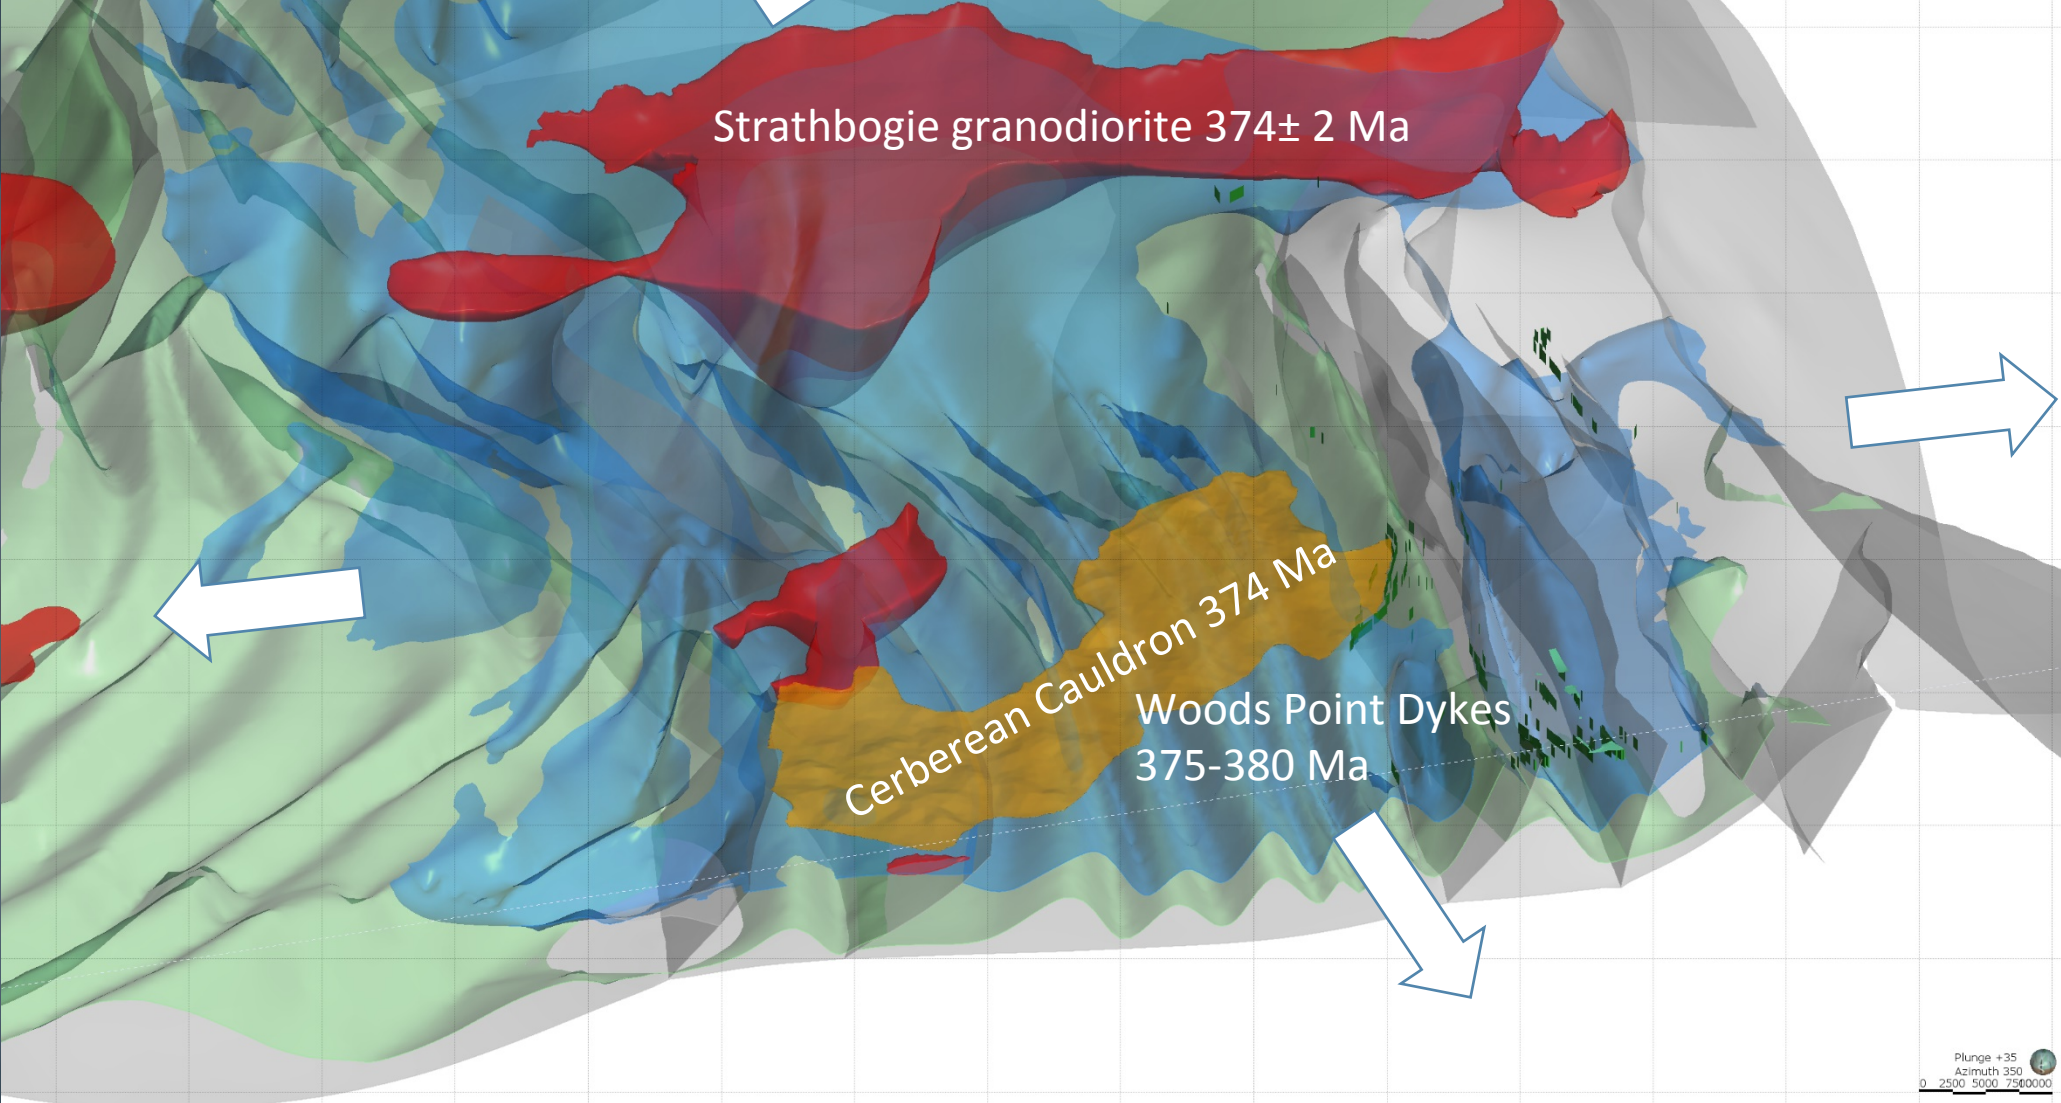 Strathbogie granodiorite 374± 2 Ma
Cerberean Cauldron 374 Ma
Woods Point Dykes
375-380 Ma
Plunge +35
Azimuth 350
0 2500 5000 7500 10000